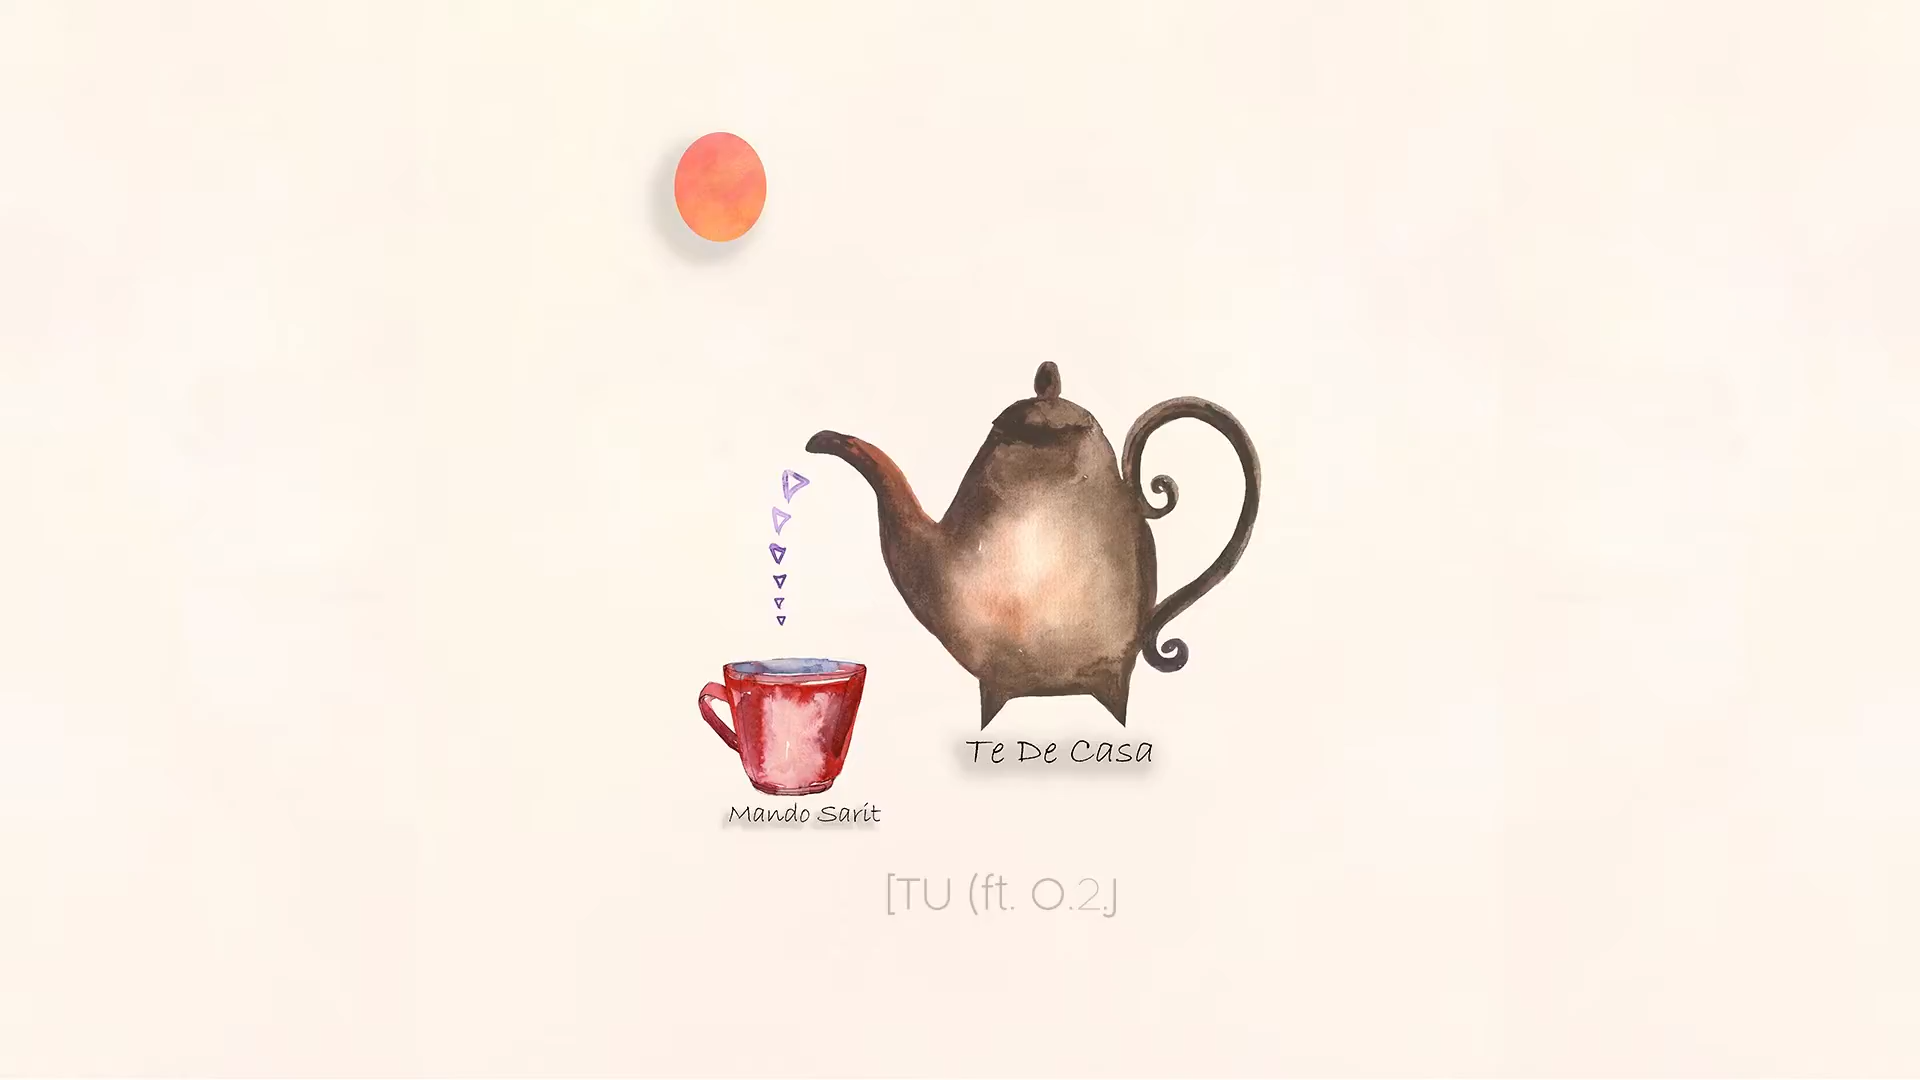 Te De Casa
Mando Sarit
[TU (ft. O.2.]